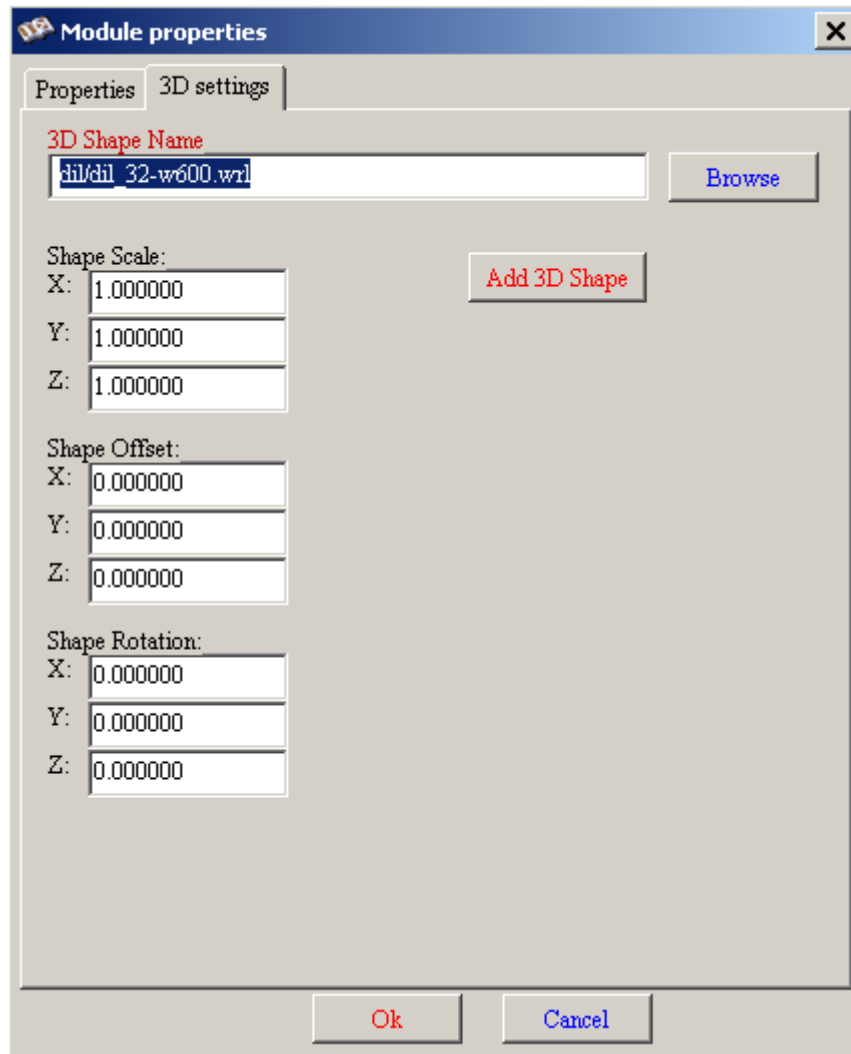 Module properties
Properties 3D settings
3D Shape Name
dil/dil_32-w600.wrl Browse
Shape Scale: Add 3D Shape
X: 1.000000
Y: 1.000000
Z: 1.000000
Shape Offset:
X: 0.000000
Y: 0.000000
Z: 0.000000
Shape Rotation:
X: 0.000000
Y: 0.000000
Z: 0.000000
Ok Cancel